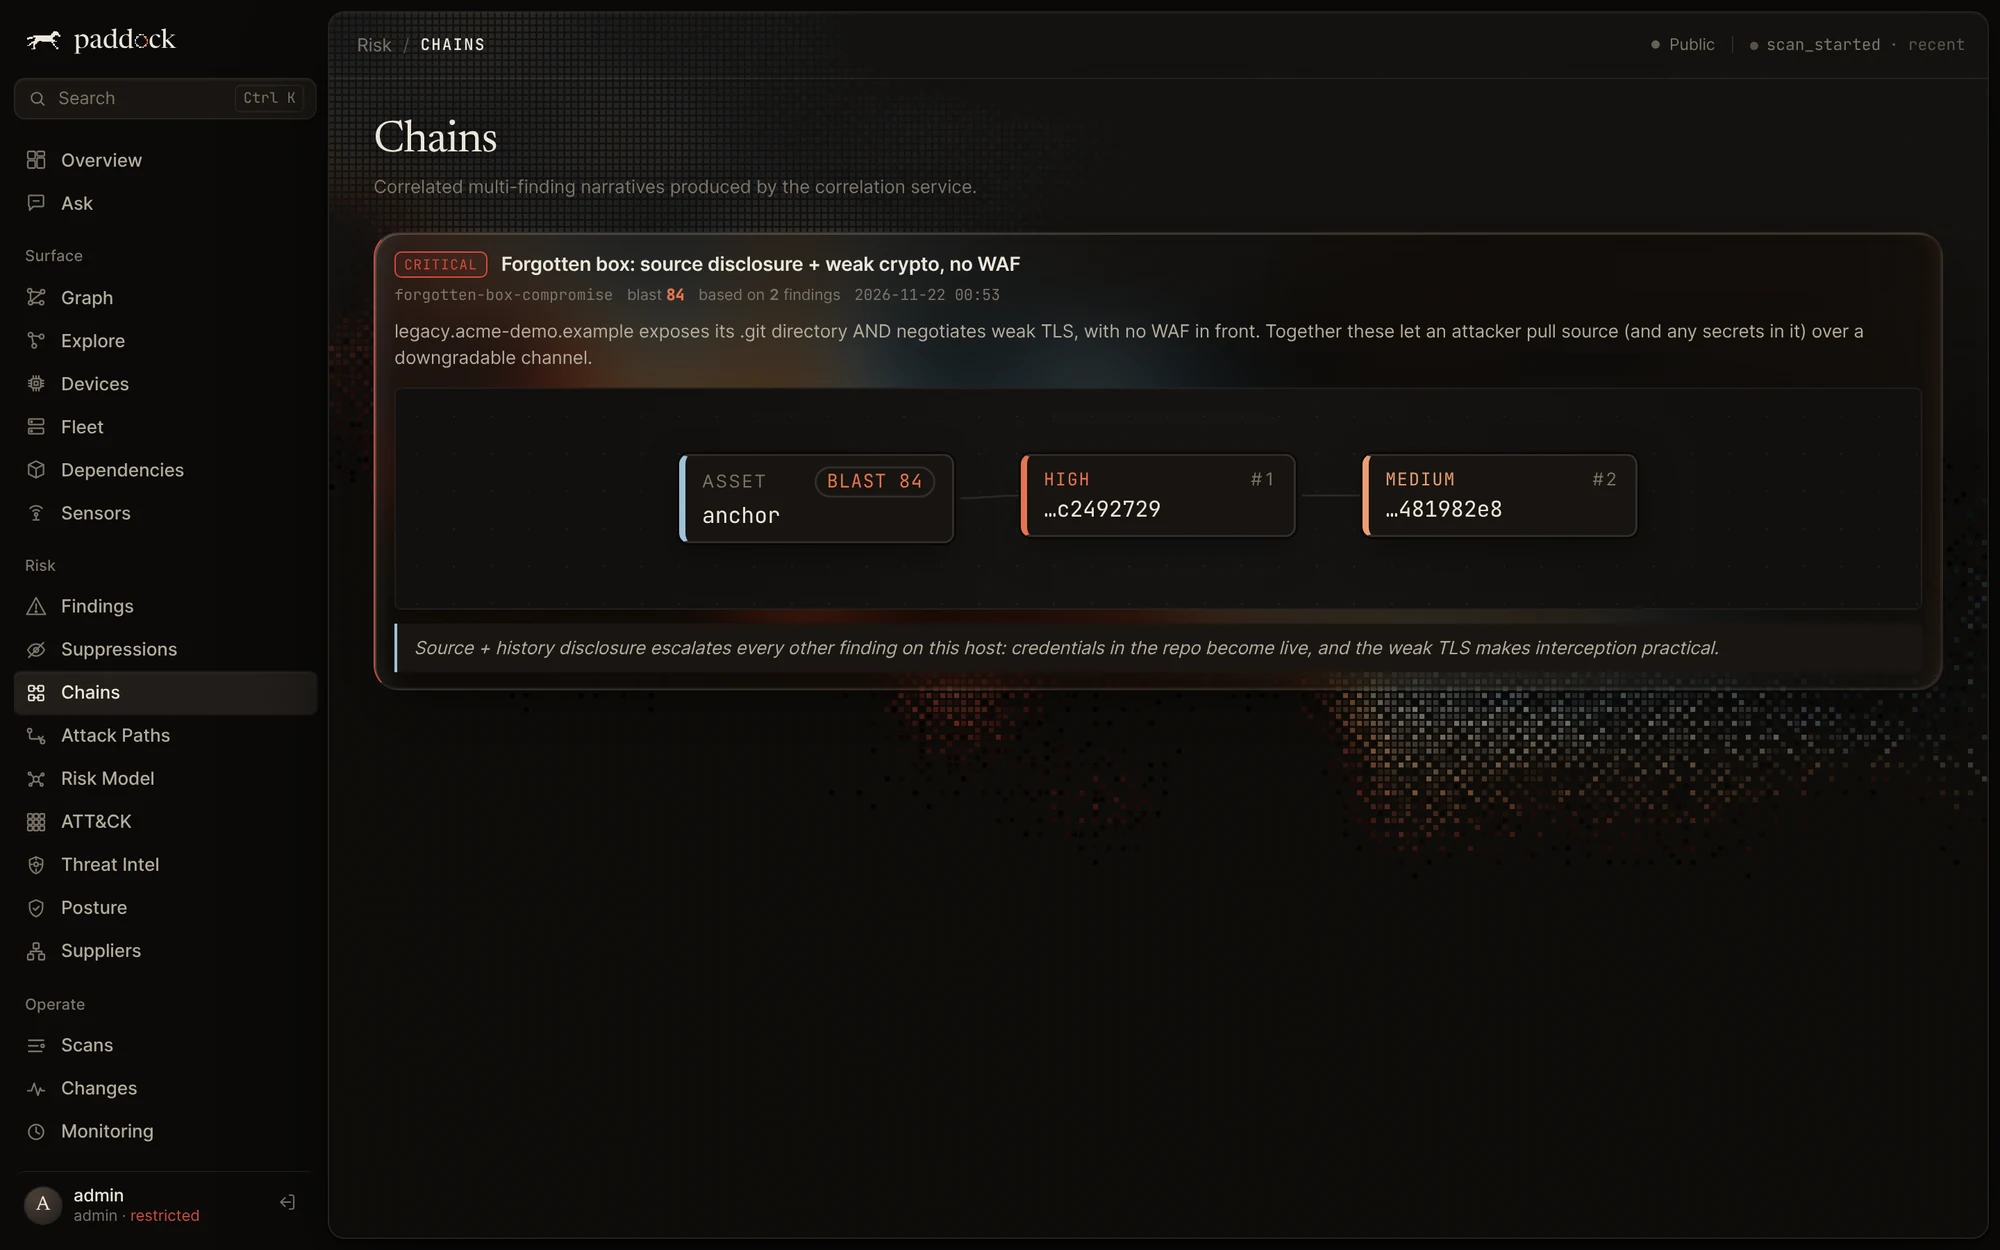 paddock
Search Ctrl K
Overview
Ask
Surface
Graph
Explore
Devices
Fleet
Dependencies
Sensors
Risk
Findings
Suppressions
Chains
Attack Paths
Risk Model
ATT&CK
Threat Intel
Posture
Suppliers
Operate
Scans
Changes
Monitoring
A
admin
admin · restricted
Risk / CHAINS
Public
scan_started · recent
Chains
Correlated multi-finding narratives produced by the correlation service.
CRITICAL Forgotten box: source disclosure + weak crypto, no WAF
forgotten-box-compromise blast 84 based on 2 findings 2026-11-22 00:53
legacy.acme-demo.example exposes its .git directory AND negotiates weak TLS, with no WAF in front. Together these let an attacker pull source (and any secrets in it) over a
downgradable channel.
ASSET BLAST 84
anchor
HIGH #1
…c2492729
MEDIUM #2
…481982e8
Source + history disclosure escalates every other finding on this host: credentials in the repo become live, and the weak TLS makes interception practical.